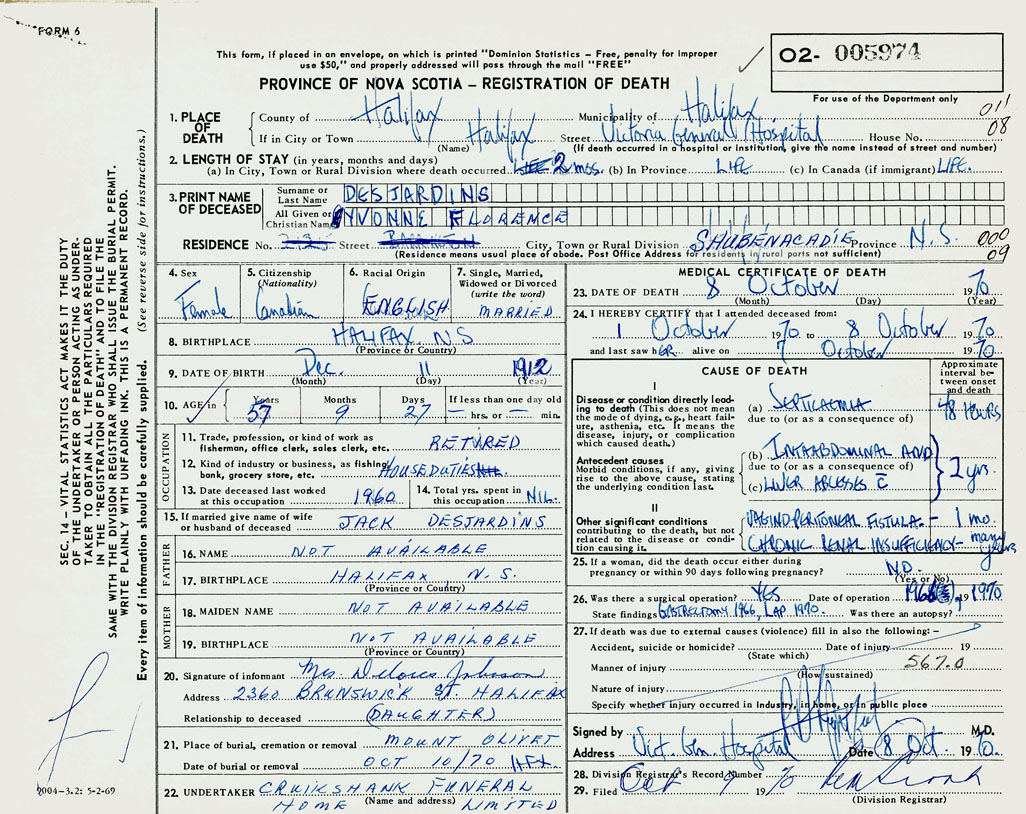 FORM 6
This form, if placed in an envelope, on which is printed "Dominion Statistics – Free, penalty for improper
use $50," and properly addressed will pass through the mail "FREE"
PROVINCE OF NOVA SCOTIA – REGISTRATION OF DEATH
02- 005974
For use of the Department only
011
08
1. PLACE OF DEATH
County of Halifax Municipality of Halifax
If in City or Town Halifax Street Victoria General Hospital House No.
(Name) (If death occurred in a hospital or institution, give the name instead of street and number)
2. LENGTH OF STAY (in years, months and days)
(a) In City, Town or Rural Division where death occurred 2 mos. (b) In Province LIFE (c) In Canada (if immigrant) LIFE.
3. PRINT NAME OF DECEASED
Surname or Last Name DESJARDINS
All Given or Christian Names YVONNE FLORENCE
RESIDENCE No. Street City, Town or Rural Division SHUBENACADIE Province N.S.
(Residence means usual place of abode. Post Office Address for residents in rural parts not sufficient)
000
09
4. Sex Female
5. Citizenship (Nationality) Canadian
6. Racial Origin ENGLISH
7. Single, Married, Widowed or Divorced (write the word) MARRIED
8. BIRTHPLACE HALIFAX N.S
(Province or Country)
9. DATE OF BIRTH Dec. 11 1912
(Month) (Day) (Year)
10. AGE in Years 57 Months 9 Days 27 If less than one day old — hrs. or — min.
OCCUPATION
11. Trade, profession, or kind of work as fisherman, office clerk, sales clerk, etc. RETIRED
12. Kind of industry or business, as fishing, bank, grocery store, etc. HOUSE DUTIES
13. Date deceased last worked at this occupation 1960
14. Total yrs. spent in this occupation NIL.
15. If married give name of wife or husband of deceased JACK DESJARDINS
FATHER
16. NAME NOT AVAILABLE
17. BIRTHPLACE HALIFAX N.S.
(Province or Country)
MOTHER
18. MAIDEN NAME NOT AVAILABLE
19. BIRTHPLACE NOT AVAILABLE
(Province or Country)
20. Signature of informant Mrs. Delores Johnson
Address 2360 BRUNSWICK ST. HALIFAX
Relationship to deceased (DAUGHTER)
21. Place of burial, cremation or removal MOUNT OLIVET
Date of burial or removal OCT 10/70 HFX.
22. UNDERTAKER CRUIKSHANK FUNERAL
HOME (Name and address) LIMITED
MEDICAL CERTIFICATE OF DEATH
23. DATE OF DEATH 8 October 1970
(Month) (Day) (Year)
24. I HEREBY CERTIFY that I attended deceased from:
1 October 1970 to 8 October 1970
and last saw her alive on 7 October 1970
CAUSE OF DEATH
Approximate interval between onset and death
I
Disease or condition directly leading to death (This does not mean the mode of dying, e.g., heart failure, asthenia, etc. It means the disease, injury, or complication which caused death.)
(a) SEPTICAEMIA 48 HOURS
due to (or as a consequence of)
Antecedent causes
Morbid conditions, if any, giving rise to the above condition, stating the underlying condition last.
(b) INTRABDOMINAL AND
due to (or as a consequence of)
(c) LIVER ABCESSES c̄
2 yrs.
II
Other significant conditions contributing to the death, but not related to the disease or condition causing it.
VAGINO PERITONEAL FISTULA – 1 mo.
CHRONIC RENAL INSUFFICIENCY – many years
25. If a woman, did the death occur either during pregnancy or within 90 days following pregnancy? NO.
(Yes or No)
26. Was there a surgical operation? YES Date of operation 1966, 1970
State findings GASTRECTOMY 1966, LAP 1970. Was there an autopsy?
27. If death was due to external causes (violence) fill in also the following: –
Accident, suicide or homicide? Date of injury 19
(State which)
Manner of injury 567.0
(How sustained)
Nature of injury
Specify whether injury occurred in industry, in home, or in public place
Signed by M.D.
Address Vict Gen Hospital Date 8 Oct. 1970.
28. Division Registrar's Record Number
29. Filed Oct 9 1970
(Division Registrar)
SEC. 14 – VITAL STATISTICS ACT MAKES IT THE DUTY
OF THE UNDERTAKER OR PERSON ACTING AS UNDER-
TAKER TO OBTAIN ALL THE PARTICULARS REQUIRED
IN THE "REGISTRATION OF DEATH" AND TO FILE THE
SAME WITH THE DIVISION REGISTRAR WHO SHALL ISSUE THE BURIAL PERMIT.
WRITE PLAINLY WITH UNFADING INK. THIS IS A PERMANENT RECORD.
Every item of information should be carefully supplied. (See reverse side for instructions.)
9004-3.2: 5-2-69